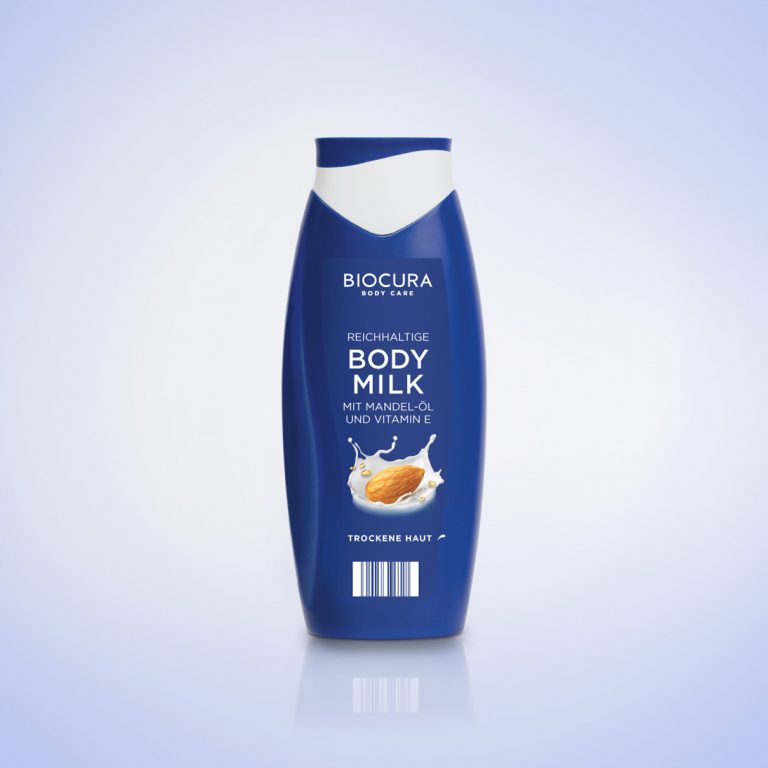 BIOCURA
BODY CARE
REICHHALTIGE
BODY
MILK
MIT MANDEL-ÖL
UND VITAMIN E
TROCKENE HAUT